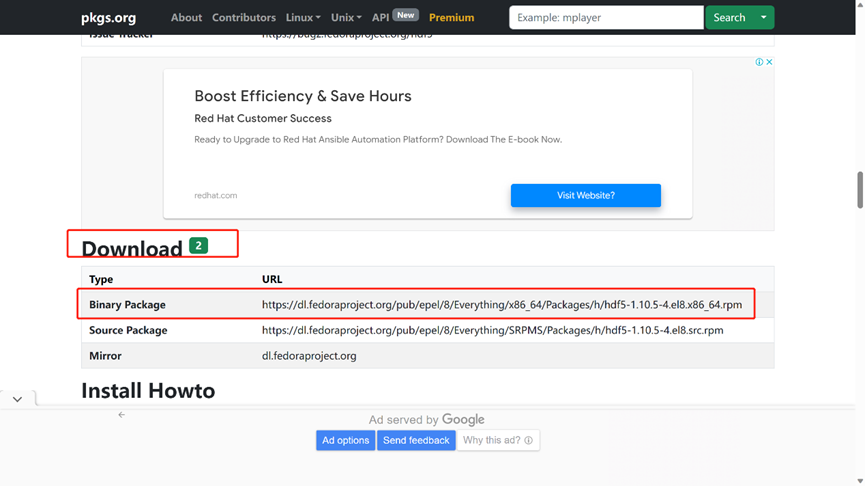 pkgs.org About Contributors Linux Unix API New Premium Example: mplayer Search
Issue Tracker https://bugz.fedoraproject.org/hdf5
Boost Efficiency & Save Hours
Red Hat Customer Success
Ready to Upgrade to Red Hat Ansible Automation Platform? Download The E-book Now.
redhat.com Visit Website?
Download 2
Type URL
Binary Package https://dl.fedoraproject.org/pub/epel/8/Everything/x86_64/Packages/h/hdf5-1.10.5-4.el8.x86_64.rpm
Source Package https://dl.fedoraproject.org/pub/epel/8/Everything/SRPMS/Packages/h/hdf5-1.10.5-4.el8.src.rpm
Mirror dl.fedoraproject.org
Install Howto
Ad served by Google
Ad options Send feedback Why this ad?